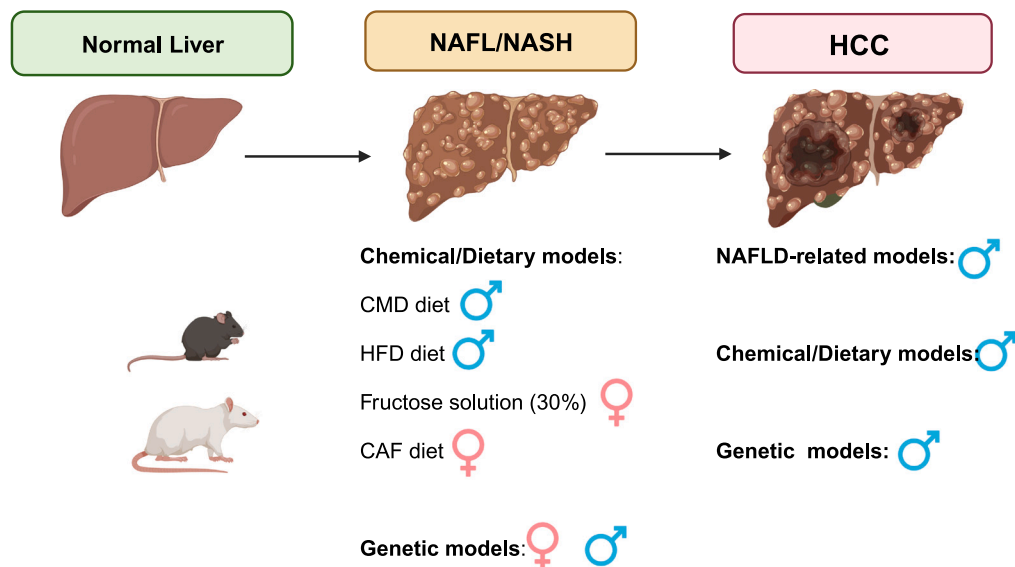 Normal Liver
NAFL/NASH
HCC
Chemical/Dietary models:
CMD diet
HFD diet
Fructose solution (30%)
CAF diet
Genetic models:
NAFLD-related models:
Chemical/Dietary models:
Genetic models: